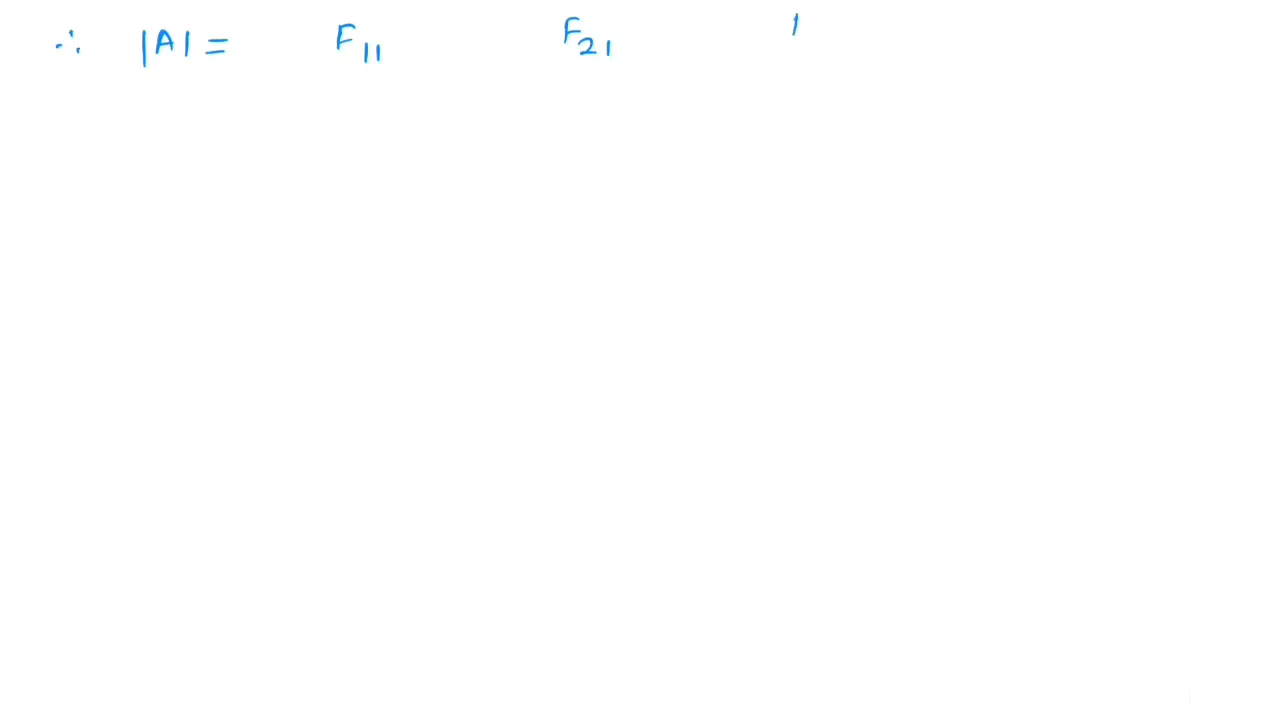 ∴ |A| = F₁₁ F₂₁ |